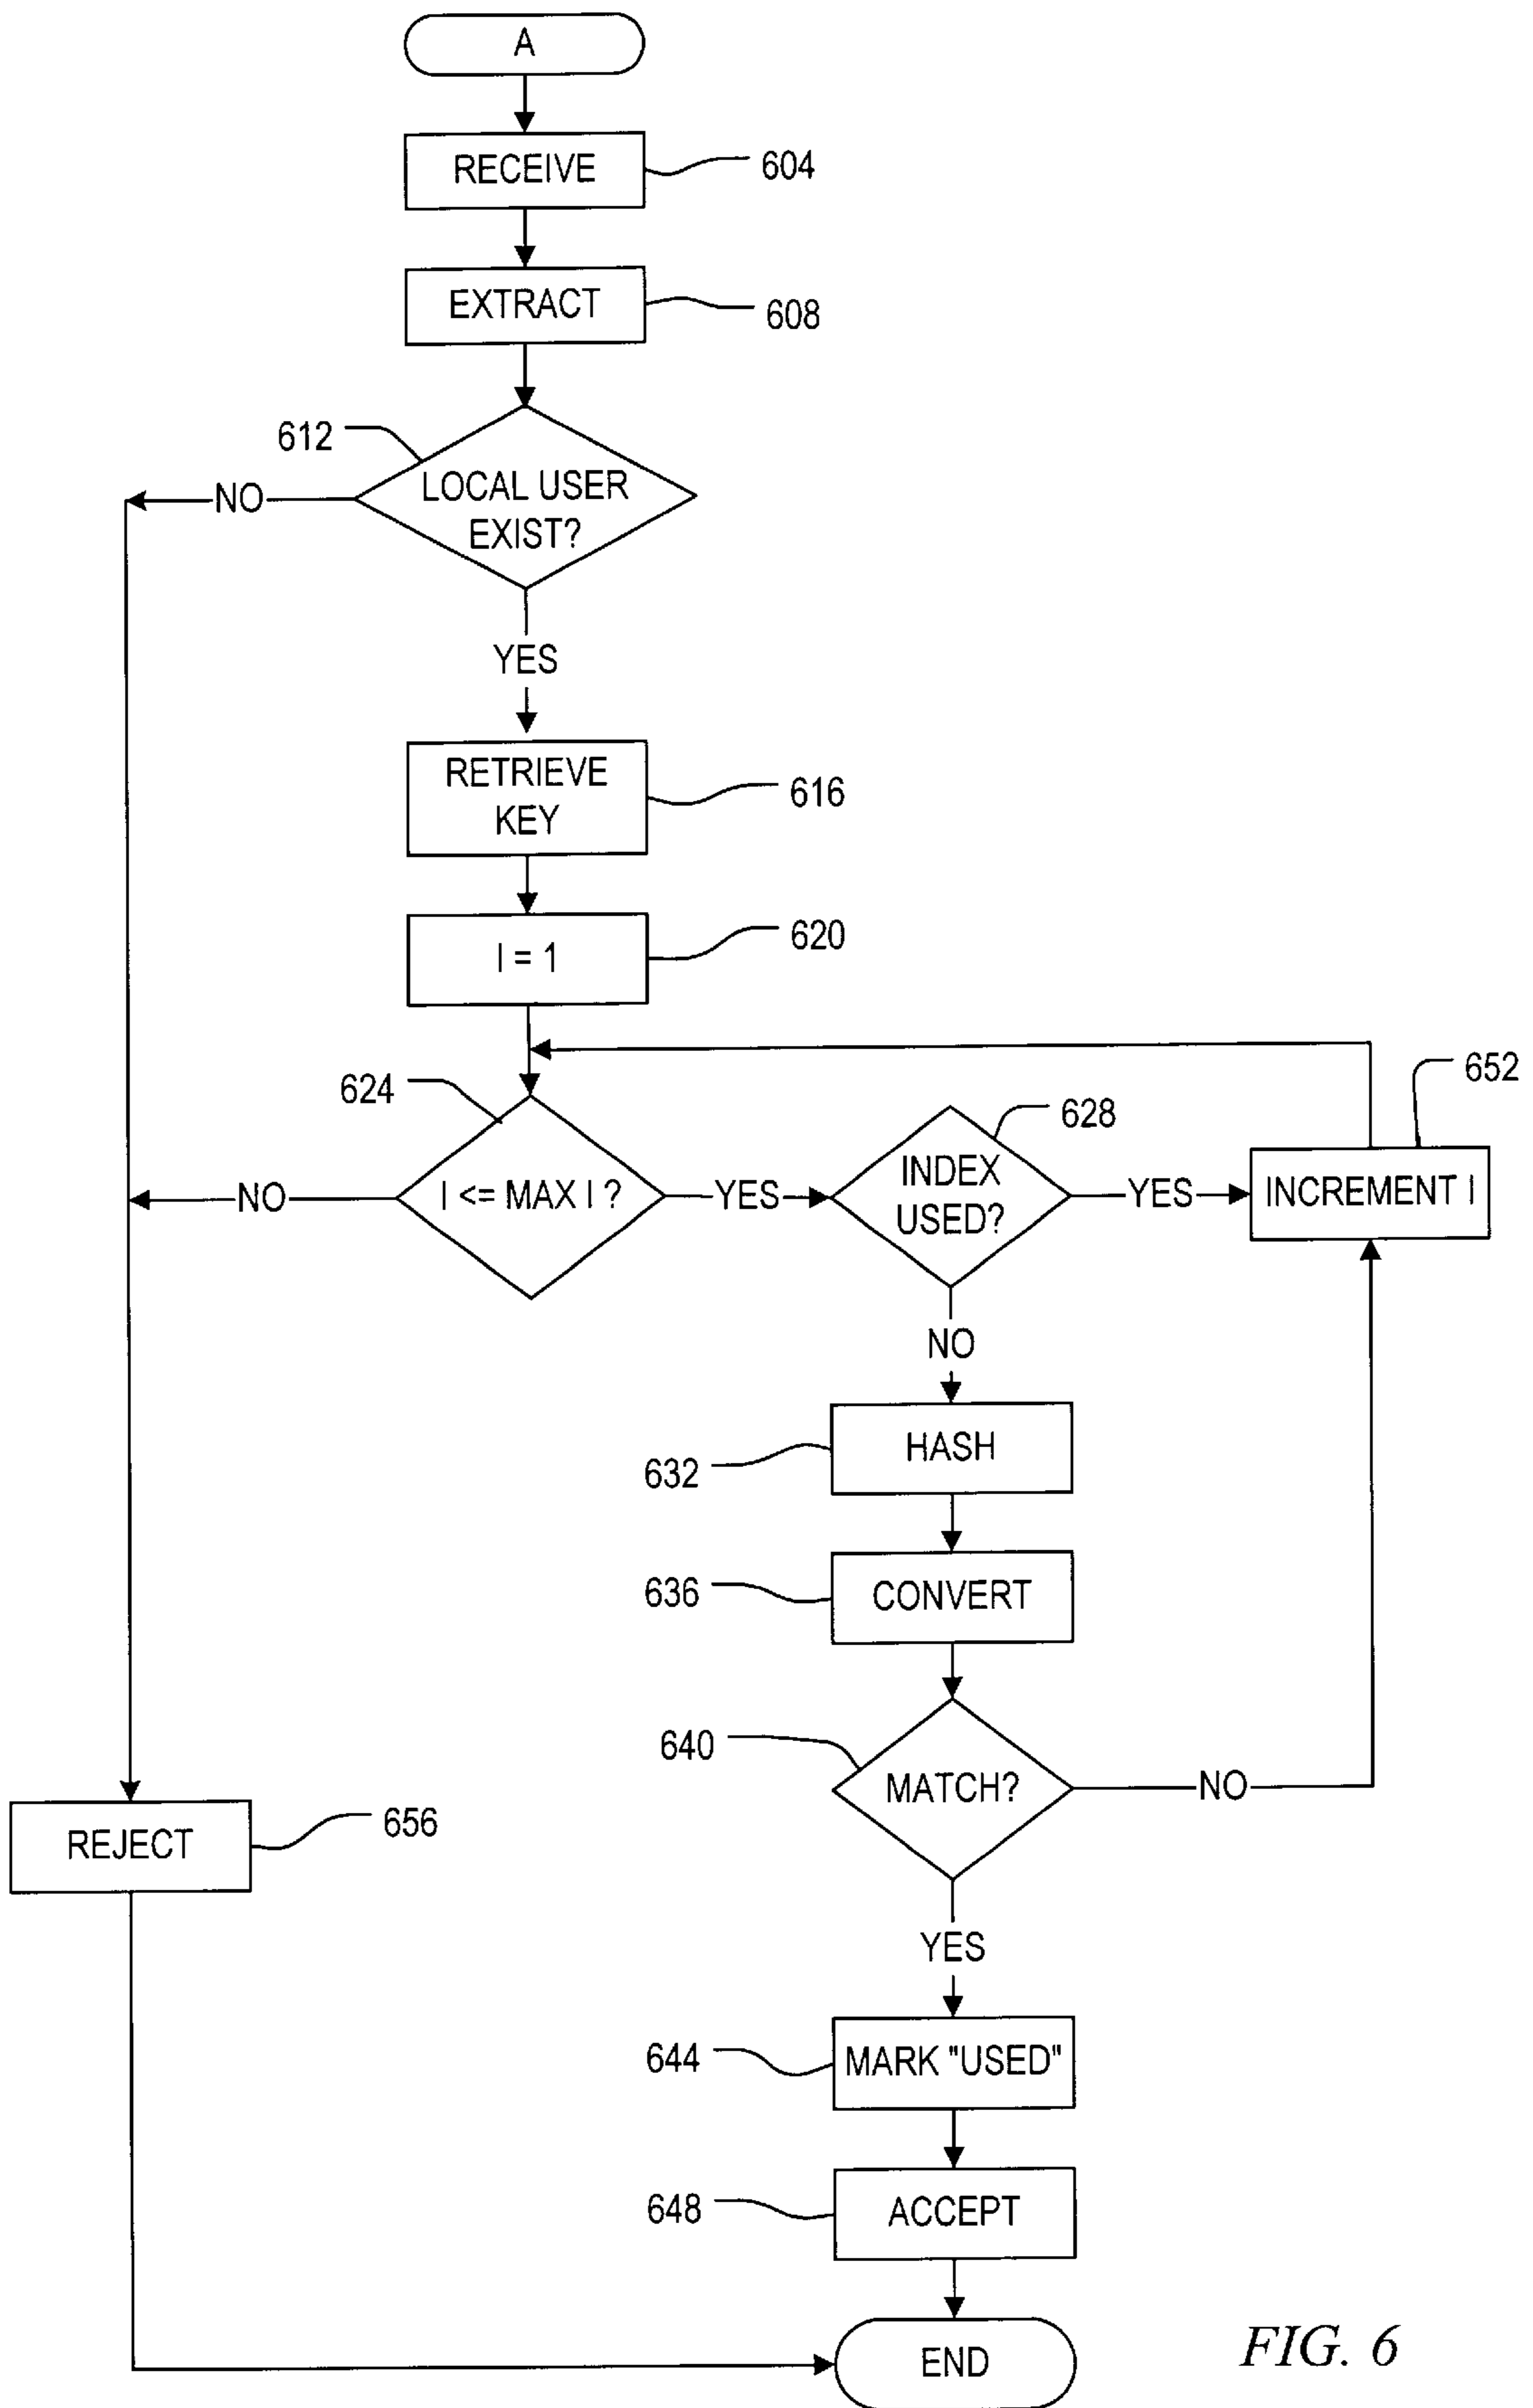 A
RECEIVE
604
EXTRACT
608
612
LOCAL USER
EXIST?
NO
YES
RETRIEVE
KEY
616
I = 1
620
624
I <= MAX I ?
NO
YES
628
INDEX
USED?
YES
652
INCREMENT I
NO
HASH
632
CONVERT
636
640
MATCH?
NO
REJECT
656
YES
644
MARK "USED"
648
ACCEPT
END
FIG. 6